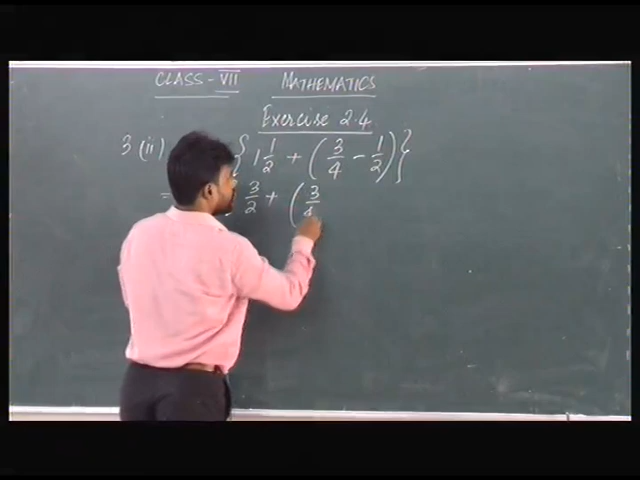 CLASS - VII MATHEMATICS
Exercise 2.4
3 (ii) { 1 1/2 + ( 3/4 - 1/2 ) }
= 3/2 + ( 3/4